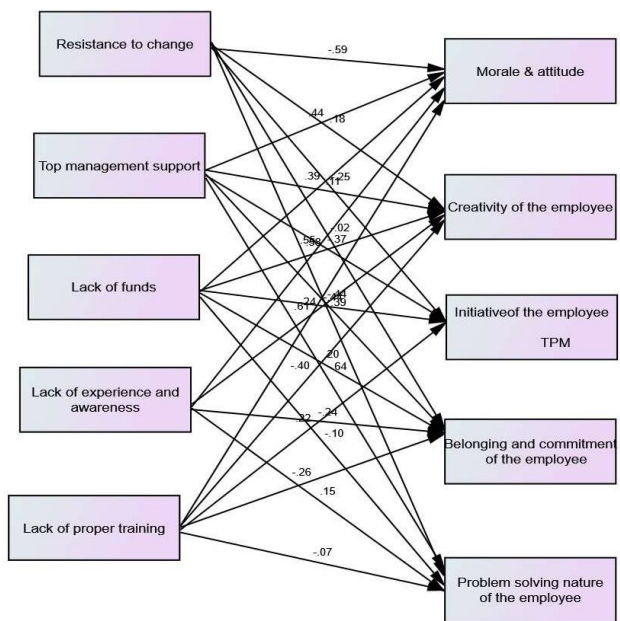 Resistance to change
Top management support
Lack of funds
Lack of experience and
awareness
Lack of proper training
Morale & attitude
Creativity of the employee
Initiativeof the employee
TPM
Belonging and commitment
of the employee
Problem solving nature
of the employee
-.59
.44
.18
.39
.25
.11
-.02
.37
.55
.24
.39
.61
.20
-.40
.64
-.24
.22
-.10
-.26
.15
-.07